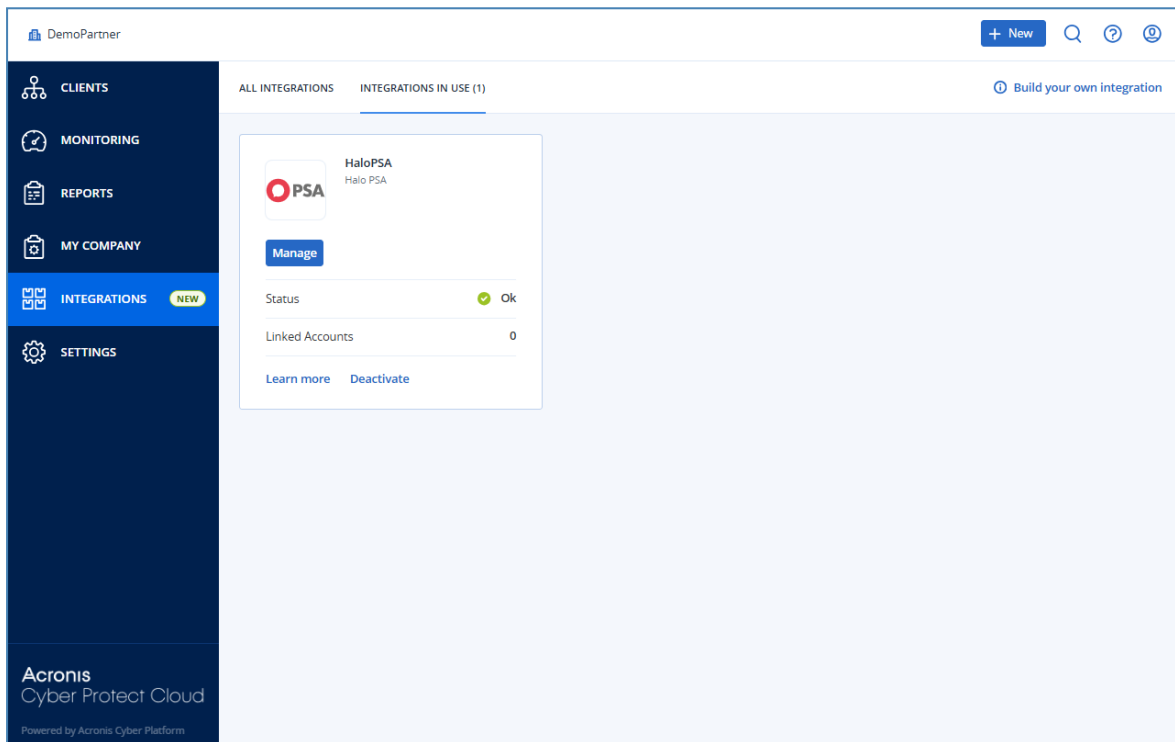 DemoPartner
+ New
CLIENTS
MONITORING
REPORTS
MY COMPANY
INTEGRATIONS NEW
SETTINGS
ALL INTEGRATIONS INTEGRATIONS IN USE (1)
Build your own integration
PSA
HaloPSA
Halo PSA
Manage
Status Ok
Linked Accounts 0
Learn more Deactivate
Acronis
Cyber Protect Cloud
Powered by Acronis Cyber Platform